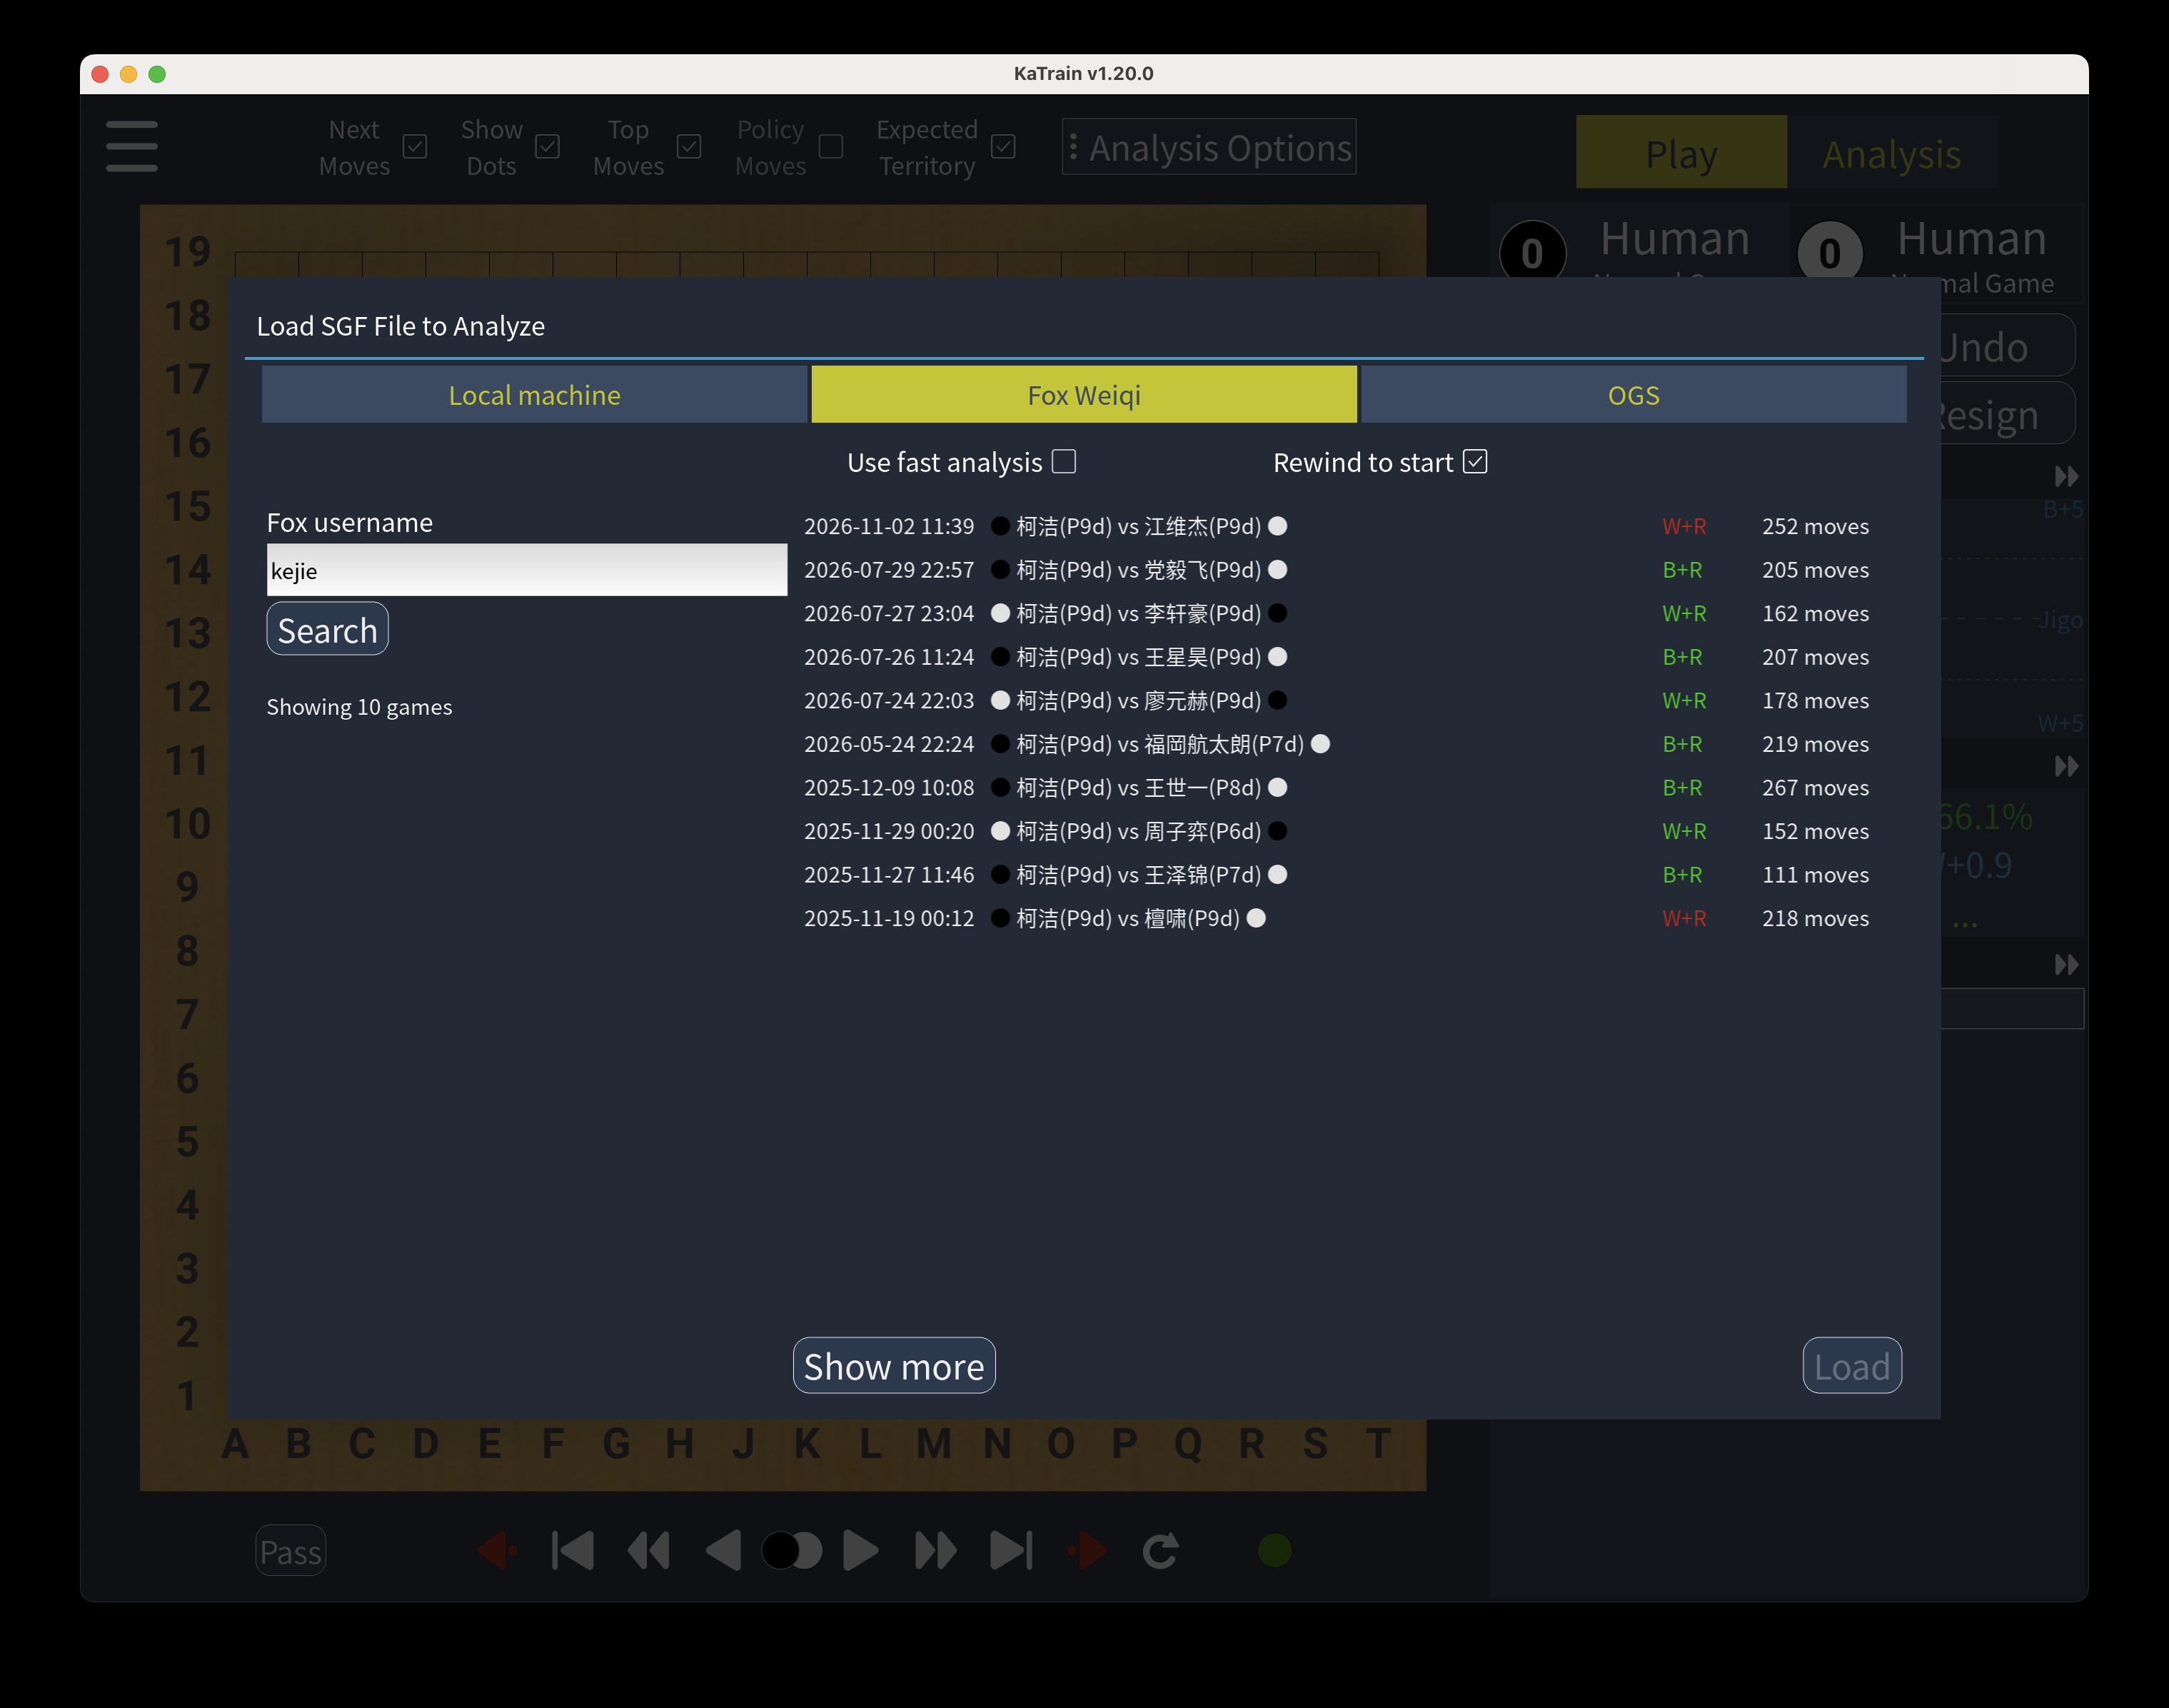 KaTrain v1.20.0
Next Moves
Show Dots
Top Moves
Policy Moves
Expected Territory
Analysis Options
Play
Analysis
0
Human
0
Human
mal Game
Undo
Resign
B+5
Jigo
W+5
66.1%
+0.9
...
Load SGF File to Analyze
Local machine
Fox Weiqi
OGS
Use fast analysis
Rewind to start
Fox username
kejie
Search
Showing 10 games
2026-11-02 11:39 柯洁(P9d) vs 江维杰(P9d) W+R 252 moves
2026-07-29 22:57 柯洁(P9d) vs 党毅飞(P9d) B+R 205 moves
2026-07-27 23:04 柯洁(P9d) vs 李轩豪(P9d) W+R 162 moves
2026-07-26 11:24 柯洁(P9d) vs 王星昊(P9d) B+R 207 moves
2026-07-24 22:03 柯洁(P9d) vs 廖元赫(P9d) W+R 178 moves
2026-05-24 22:24 柯洁(P9d) vs 福岡航太朗(P7d) B+R 219 moves
2025-12-09 10:08 柯洁(P9d) vs 王世一(P8d) B+R 267 moves
2025-11-29 00:20 柯洁(P9d) vs 周子弈(P6d) W+R 152 moves
2025-11-27 11:46 柯洁(P9d) vs 王泽锦(P7d) B+R 111 moves
2025-11-19 00:12 柯洁(P9d) vs 檀啸(P9d) W+R 218 moves
Show more
Load
19
18
17
16
15
14
13
12
11
10
9
8
7
6
5
4
3
2
1
A B C D E F G H J K L M N O P Q R S T
Pass